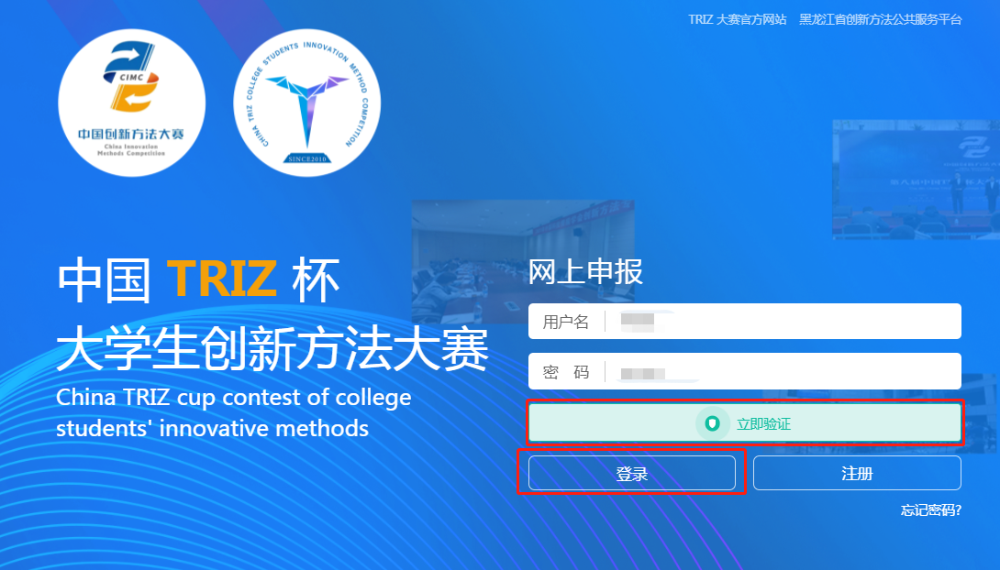 TRIZ 大赛官方网站 黑龙江省创新方法公共服务平台
CIMC
中国创新方法大赛
China Innovation
Methods Competition
CHINA TRIZ COLLEGE STUDENTS INNOVATION METHOD COMPETITION
SINCE2010
中国 TRIZ 杯
大学生创新方法大赛
China TRIZ cup contest of college
students' innovative methods
网上申报
用户名
密 码
立即验证
登录
注册
忘记密码?